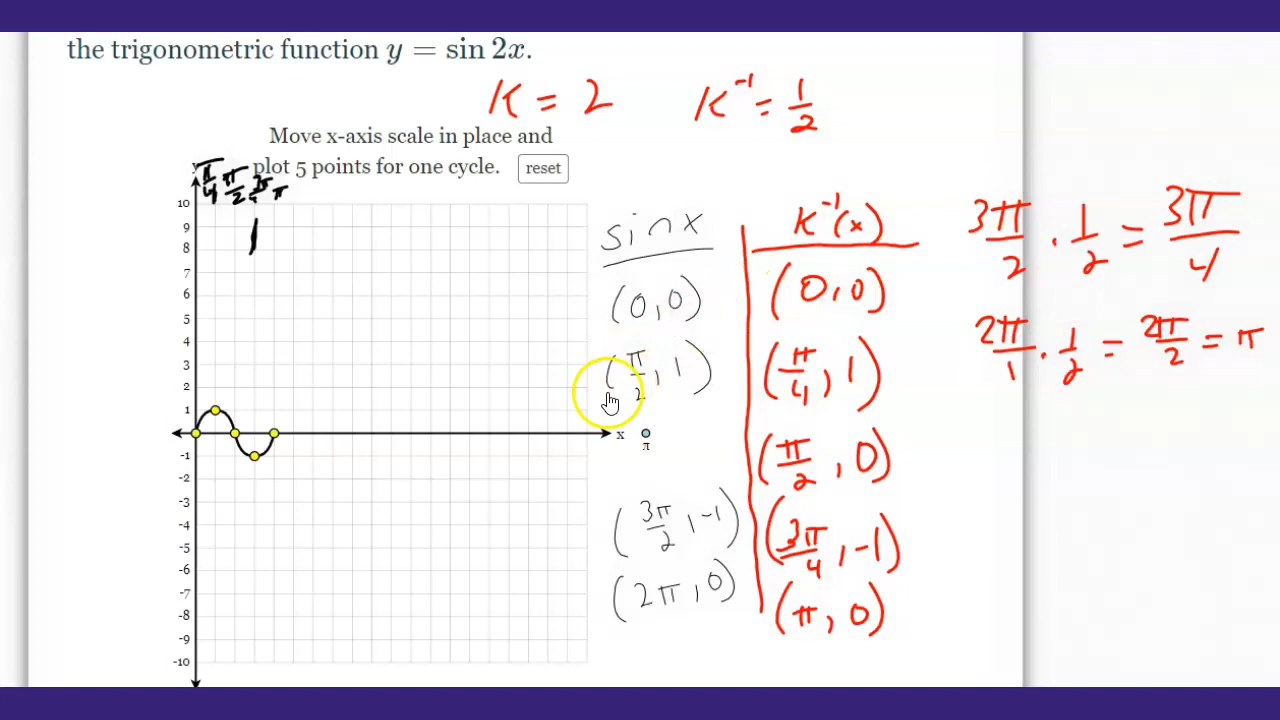 the trigonometric function y = sin 2x.
K = 2 K⁻¹ = 1/2
Move x-axis scale in place and
plot 5 points for one cycle. reset
π/4 π/2 π
10
9
8
7
6
5
4
3
2
1
-1
-2
-3
-4
-5
-6
-7
-8
-9
-10
x
π
sin x
(0,0)
(π/2, 1)
(3π/2, -1)
(2π, 0)
K⁻¹(x)
(0,0)
(π/4, 1)
(π/2, 0)
(3π/4, -1)
(π, 0)
3π/2 · 1/2 = 3π/4
2π/1 · 1/2 = 2π/2 = π